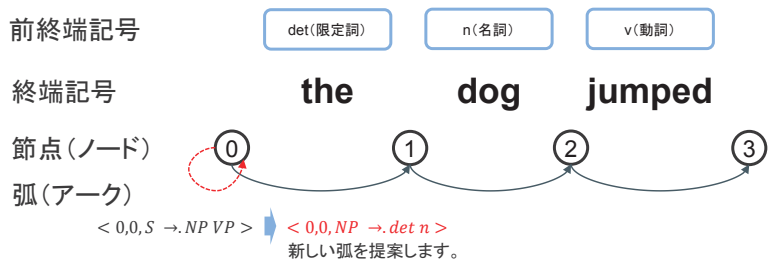 前終端記号 det(限定詞) n(名詞) v(動詞)
終端記号 the dog jumped
節点(ノード) 0 1 2 3
弧(アーク)
< 0,0, S →. NP VP > < 0,0, NP →. det n >
新しい弧を提案します。